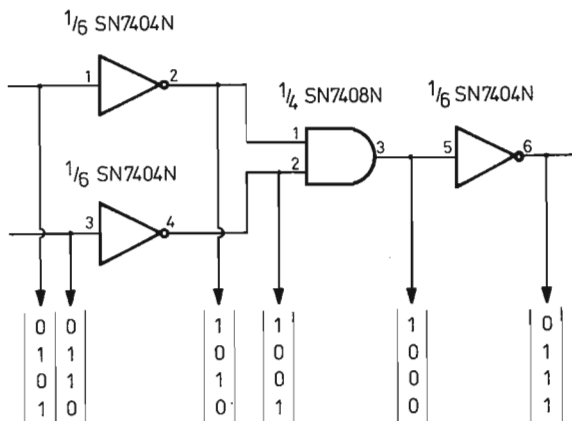 1/6 SN7404N
1 2
1/4 SN7408N
1/6 SN7404N
1 3 5 6
2
1/6 SN7404N
3 4
0 0 1 1 1 0
1 1 0 0 0 1
0 1 1 0 0 1
1 0 0 1 0 1